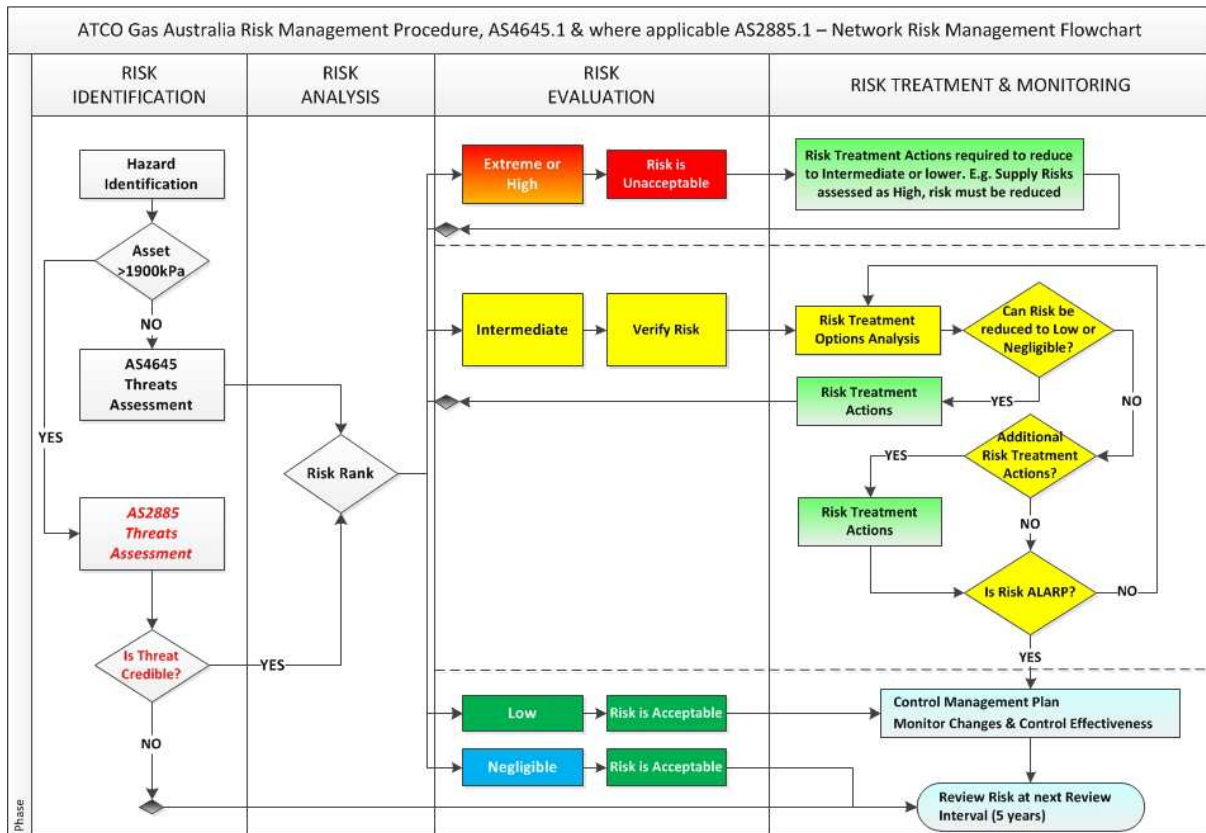 ATCO Gas Australia Risk Management Procedure, AS4645.1 & where applicable AS2885.1 – Network Risk Management Flowchart
Phase
RISK
IDENTIFICATION
RISK
ANALYSIS
RISK
EVALUATION
RISK TREATMENT & MONITORING
Hazard
Identification
Asset
>1900kPa
NO
YES
AS4645
Threats
Assessment
AS2885
Threats
Assessment
Is Threat
Credible?
YES
NO
Risk Rank
Extreme or
High
Risk is
Unacceptable
Risk Treatment Actions required to reduce
to Intermediate or lower. E.g. Supply Risks
assessed as High, risk must be reduced
Intermediate
Verify Risk
Risk Treatment
Options Analysis
Can Risk be
reduced to Low or
Negligible?
YES
NO
Risk Treatment
Actions
Additional
Risk Treatment
Actions?
YES
NO
Risk Treatment
Actions
Is Risk ALARP?
NO
YES
Low
Risk is Acceptable
Control Management Plan
Monitor Changes & Control Effectiveness
Negligible
Risk is Acceptable
Review Risk at next Review
Interval (5 years)